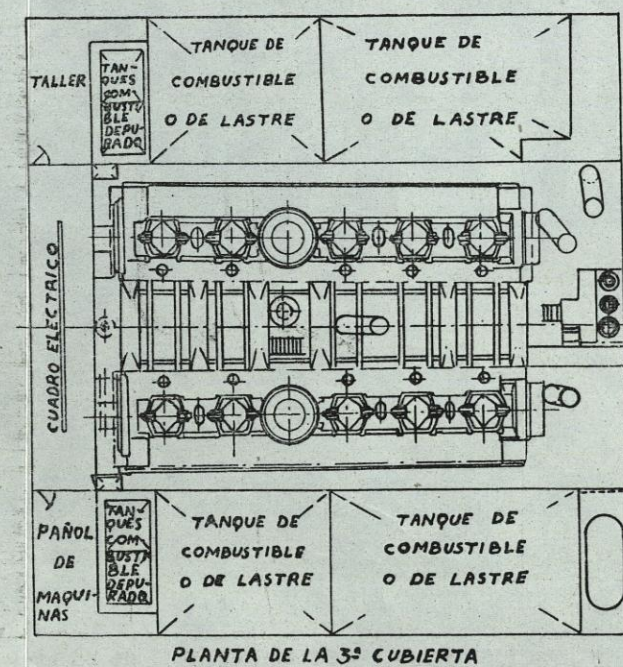 TALLER
TAN-
QUES
COM-
BUSTI
BLE
DEPU-
RADO
TANQUE DE
COMBUSTIBLE
O DE LASTRE
TANQUE DE
COMBUSTIBLE
O DE LASTRE
CUADRO ELECTRICO
PAÑOL
DE
MAQUI-
NAS
TAN-
QUES
COM-
BUSTI
BLE
DEPU-
RADO
TANQUE DE
COMBUSTIBLE
O DE LASTRE
TANQUE DE
COMBUSTIBLE
O DE LASTRE
PLANTA DE LA 3ª CUBIERTA